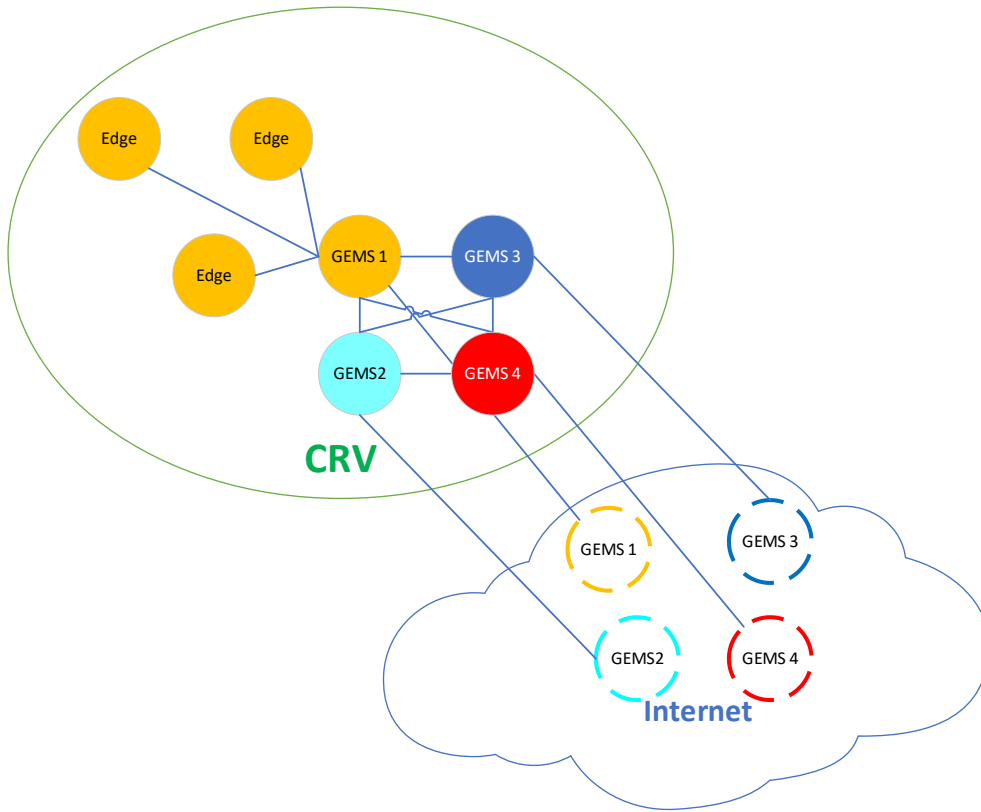 Edge
Edge
Edge
GEMS 1
GEMS 3
GEMS2
GEMS 4
CRV
GEMS 1
GEMS 3
GEMS2
GEMS 4
Internet